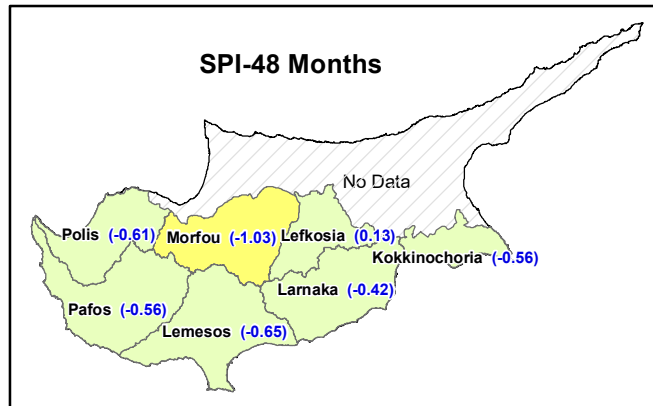 SPI-48 Months
No Data
Polis (-0.61)
Morfou (-1.03)
Lefkosia (0.13)
Kokkinochoria (-0.56)
Larnaka (-0.42)
Pafos (-0.56)
Lemesos (-0.65)